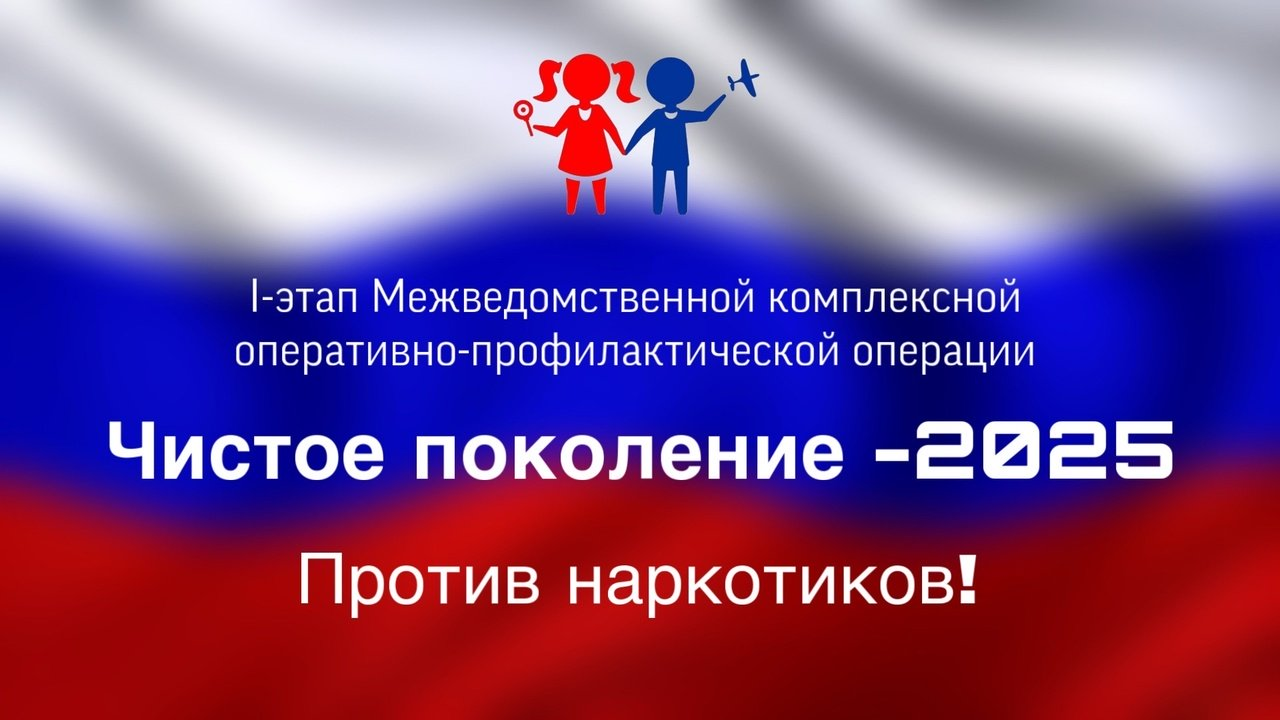 I-этап Межведомственной комплексной
оперативно-профилактической операции
Чистое поколение -2025
Против наркотиков!